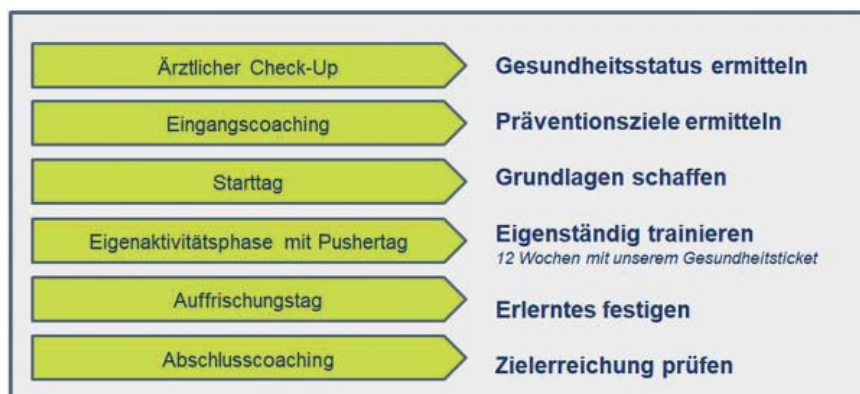 Ärztlicher Check-Up
Gesundheitsstatus ermitteln
Eingangscoaching
Präventionsziele ermitteln
Starttag
Grundlagen schaffen
Eigenaktivitätsphase mit Pushertag
Eigenständig trainieren
12 Wochen mit unserem Gesundheitsticket
Auffrischungstag
Erlerntes festigen
Abschlusscoaching
Zielerreichung prüfen